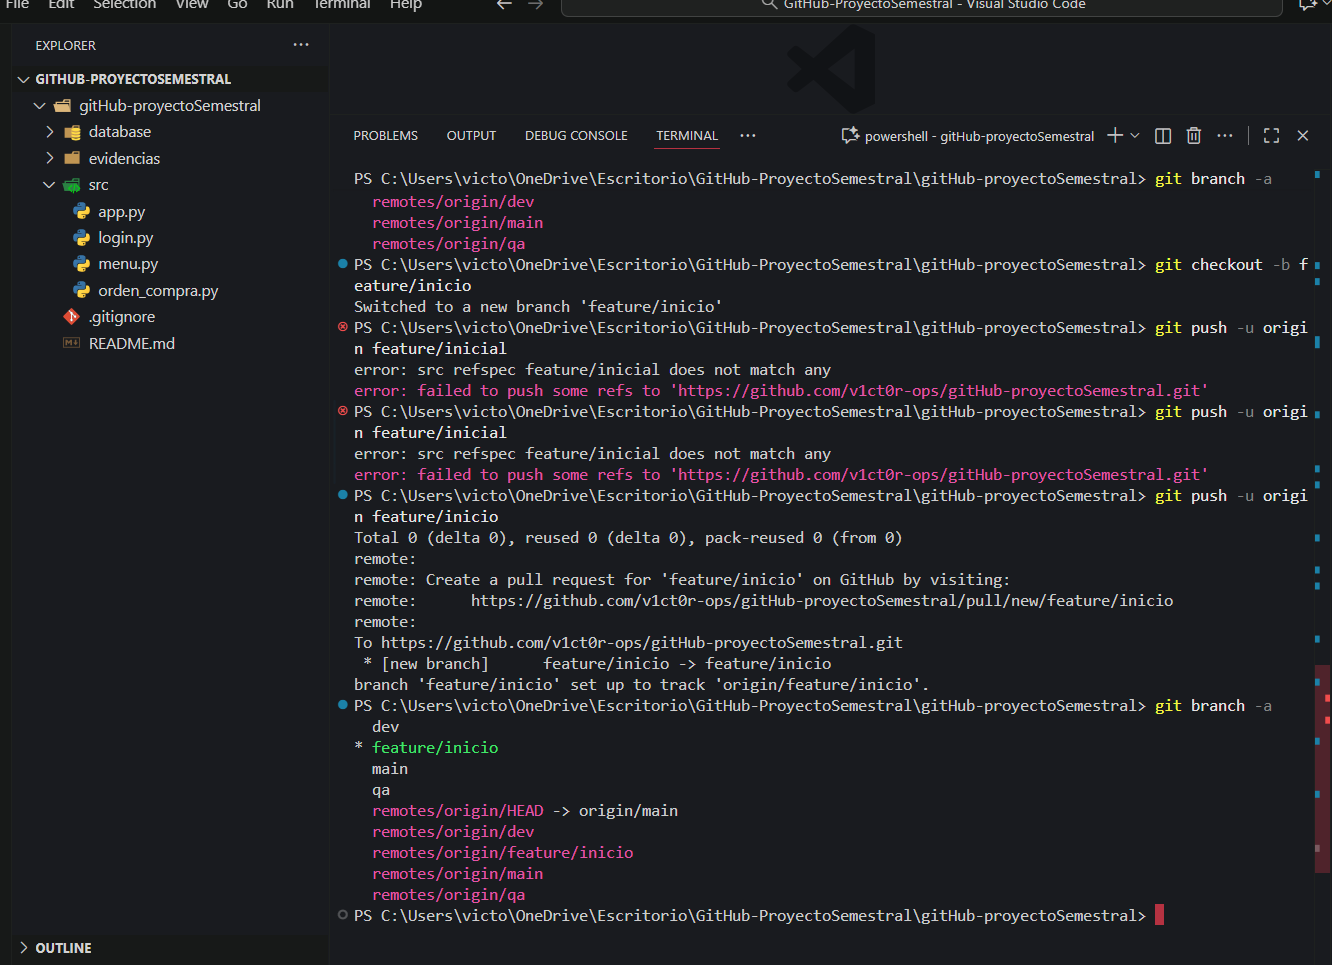 File Edit Selection View Go Run Terminal Help
GitHub-ProyectoSemestral - Visual Studio Code
EXPLORER
GITHUB-PROYECTOSEMESTRAL
gitHub-proyectoSemestral
database
evidencias
src
app.py
login.py
menu.py
orden_compra.py
.gitignore
README.md
OUTLINE
PROBLEMS OUTPUT DEBUG CONSOLE TERMINAL
powershell - gitHub-proyectoSemestral
PS C:\Users\victo\OneDrive\Escritorio\GitHub-ProyectoSemestral\gitHub-proyectoSemestral> git branch -a
remotes/origin/dev
remotes/origin/main
remotes/origin/qa
PS C:\Users\victo\OneDrive\Escritorio\GitHub-ProyectoSemestral\gitHub-proyectoSemestral> git checkout -b f
eature/inicio
Switched to a new branch 'feature/inicio'
PS C:\Users\victo\OneDrive\Escritorio\GitHub-ProyectoSemestral\gitHub-proyectoSemestral> git push -u origi
n feature/inicial
error: src refspec feature/inicial does not match any
error: failed to push some refs to 'https://github.com/v1ct0r-ops/gitHub-proyectoSemestral.git'
PS C:\Users\victo\OneDrive\Escritorio\GitHub-ProyectoSemestral\gitHub-proyectoSemestral> git push -u origi
n feature/inicial
error: src refspec feature/inicial does not match any
error: failed to push some refs to 'https://github.com/v1ct0r-ops/gitHub-proyectoSemestral.git'
PS C:\Users\victo\OneDrive\Escritorio\GitHub-ProyectoSemestral\gitHub-proyectoSemestral> git push -u origi
n feature/inicio
Total 0 (delta 0), reused 0 (delta 0), pack-reused 0 (from 0)
remote:
remote: Create a pull request for 'feature/inicio' on GitHub by visiting:
remote:      https://github.com/v1ct0r-ops/gitHub-proyectoSemestral/pull/new/feature/inicio
remote:
To https://github.com/v1ct0r-ops/gitHub-proyectoSemestral.git
* [new branch]      feature/inicio -> feature/inicio
branch 'feature/inicio' set up to track 'origin/feature/inicio'.
PS C:\Users\victo\OneDrive\Escritorio\GitHub-ProyectoSemestral\gitHub-proyectoSemestral> git branch -a
dev
* feature/inicio
main
qa
remotes/origin/HEAD -> origin/main
remotes/origin/dev
remotes/origin/feature/inicio
remotes/origin/main
remotes/origin/qa
PS C:\Users\victo\OneDrive\Escritorio\GitHub-ProyectoSemestral\gitHub-proyectoSemestral>